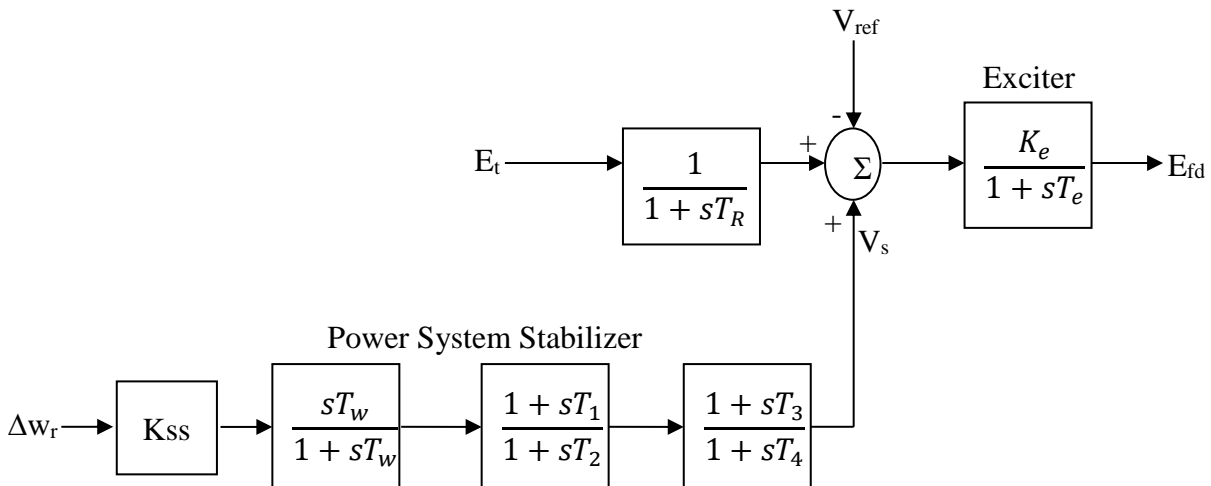 V_ref
Exciter
-
E_t
1 / (1 + sT_R)
+
Σ
K_e / (1 + sT_e)
E_fd
+
V_s
Power System Stabilizer
Δw_r
Kss
sT_w / (1 + sT_w)
(1 + sT_1) / (1 + sT_2)
(1 + sT_3) / (1 + sT_4)